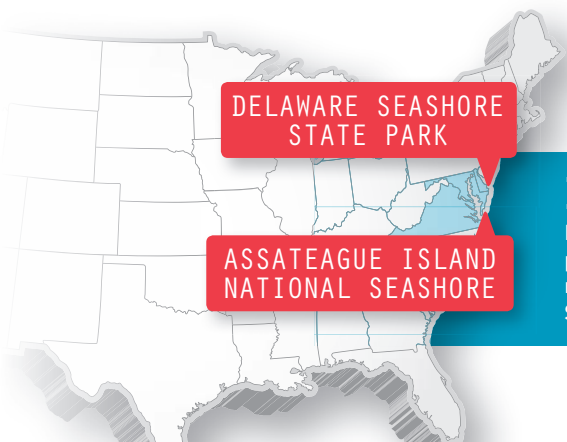 DELAWARE SEASHORE
STATE PARK
ASSATEAGUE ISLAND
NATIONAL SEASHORE